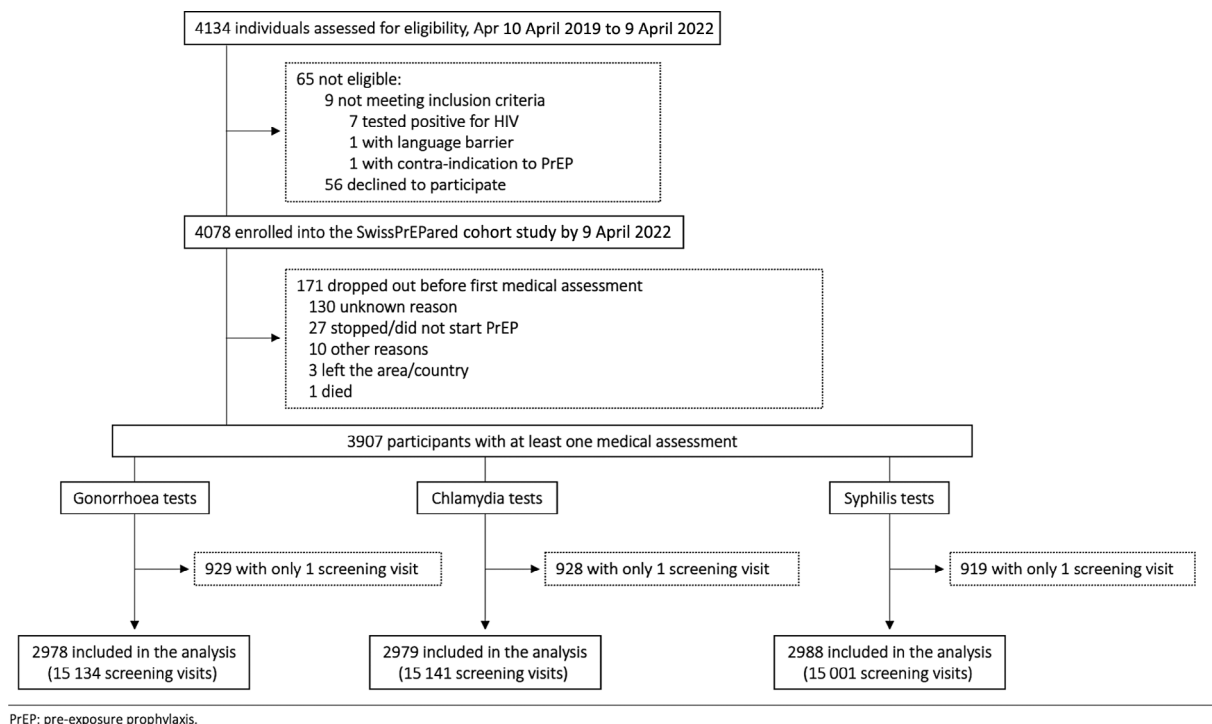 4134 individuals assessed for eligibility, Apr 10 April 2019 to 9 April 2022
65 not eligible:
9 not meeting inclusion criteria
7 tested positive for HIV
1 with language barrier
1 with contra-indication to PrEP
56 declined to participate
4078 enrolled into the SwissPrEPared cohort study by 9 April 2022
171 dropped out before first medical assessment
130 unknown reason
27 stopped/did not start PrEP
10 other reasons
3 left the area/country
1 died
3907 participants with at least one medical assessment
Gonorrhoea tests
Chlamydia tests
Syphilis tests
929 with only 1 screening visit
928 with only 1 screening visit
919 with only 1 screening visit
2978 included in the analysis
(15 134 screening visits)
2979 included in the analysis
(15 141 screening visits)
2988 included in the analysis
(15 001 screening visits)
PrEP: pre-exposure prophylaxis.